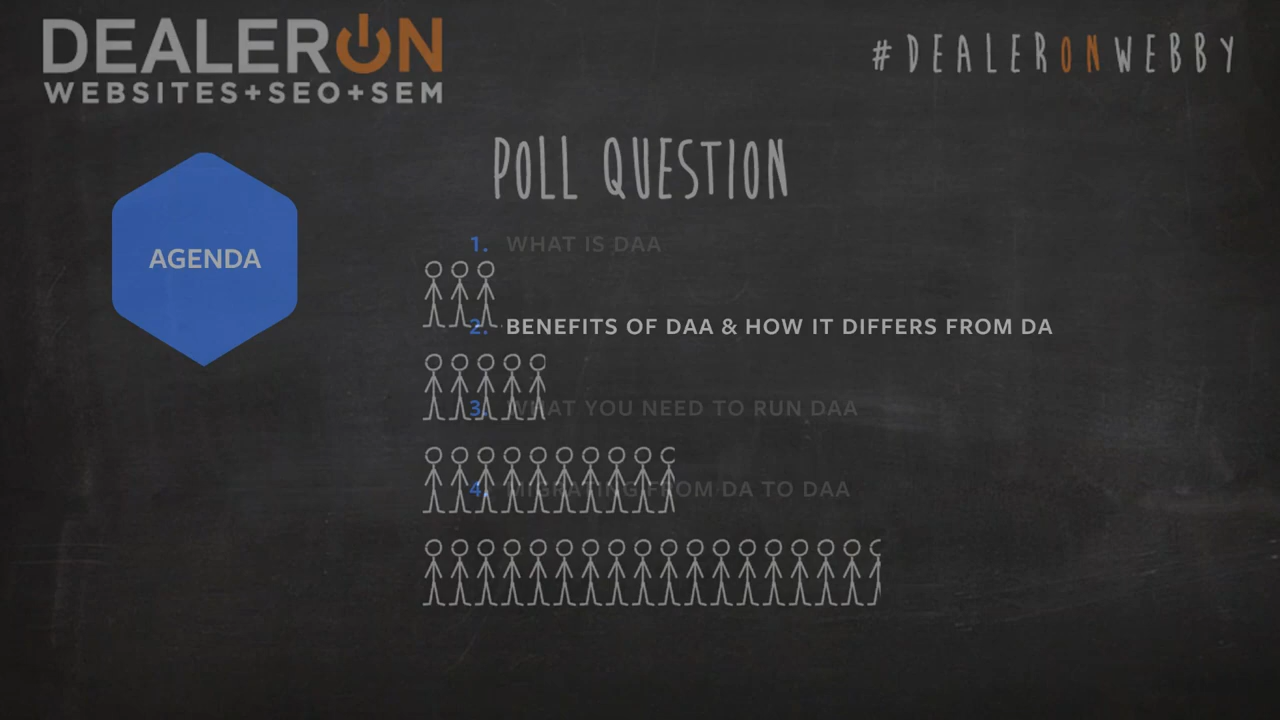 DEALERON
WEBSITES+SEO+SEM
#DEALERONWEBBY
POLL QUESTION
AGENDA
1. WHAT IS DAA
2. BENEFITS OF DAA & HOW IT DIFFERS FROM DA
3. WHAT YOU NEED TO RUN DAA
4. MIGRATING FROM DA TO DAA